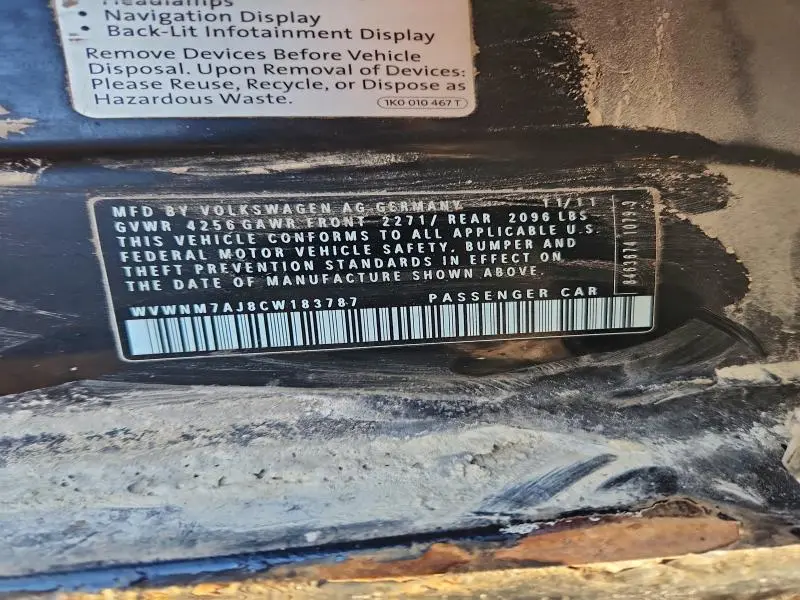 Headlamps
• Navigation Display
• Back-Lit Infotainment Display
Remove Devices Before Vehicle
Disposal. Upon Removal of Devices:
Please Reuse, Recycle, or Dispose as
Hazardous Waste.
1K0 010 467 T
MFD BY VOLKSWAGEN AG GERMANY 11/11
GVWR 4256 GAWR FRONT 2271/ REAR 2096 LBS
THIS VEHICLE CONFORMS TO ALL APPLICABLE U.S.
FEDERAL MOTOR VEHICLE SAFETY, BUMPER AND
THEFT PREVENTION STANDARDS IN EFFECT ON
THE DATE OF MANUFACTURE SHOWN ABOVE.
WVWNM7AJ8CW183787 PASSENGER CAR